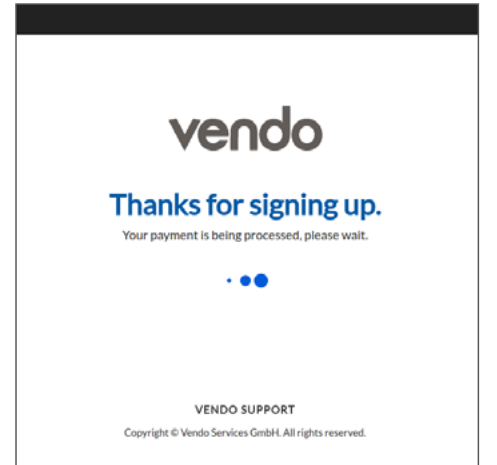 vendo
Thanks for signing up.
Your payment is being processed, please wait.
VENDO SUPPORT
Copyright © Vendo Services GmbH. All rights reserved.